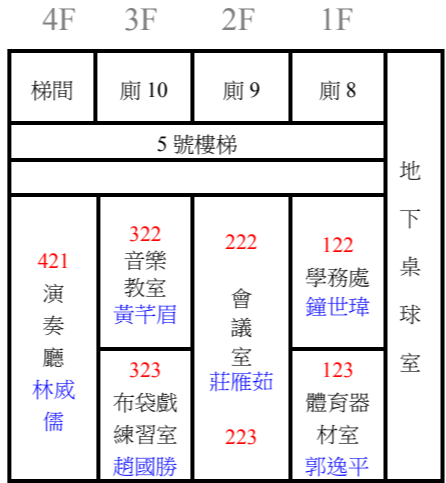 4F 3F 2F 1F
梯間 廁 10 廁 9 廁 8
5 號樓梯
地下桌球室
421
演奏廳
林威儒
322
音樂
教室
黃芊眉
323
布袋戲
練習室
趙國勝
222
會議室
莊雁茹
223
122
學務處
鐘世瑋
123
體育器
材室
郭逸平